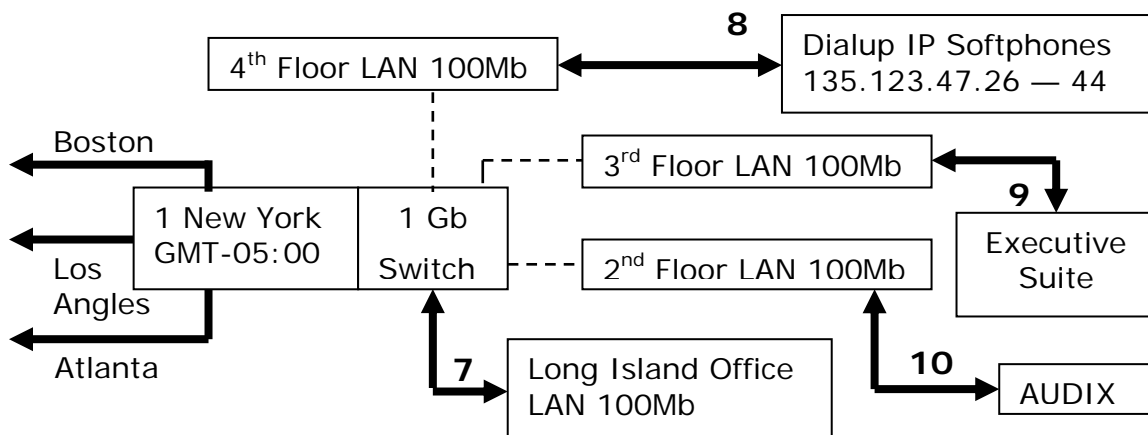 8
Dialup IP Softphones
135.123.47.26 — 44
4th Floor LAN 100Mb
Boston
3rd Floor LAN 100Mb
9
1 New York
GMT-05:00
1 Gb
Switch
Executive
Suite
2nd Floor LAN 100Mb
Los
Angles
Atlanta
7
Long Island Office
LAN 100Mb
10
AUDIX